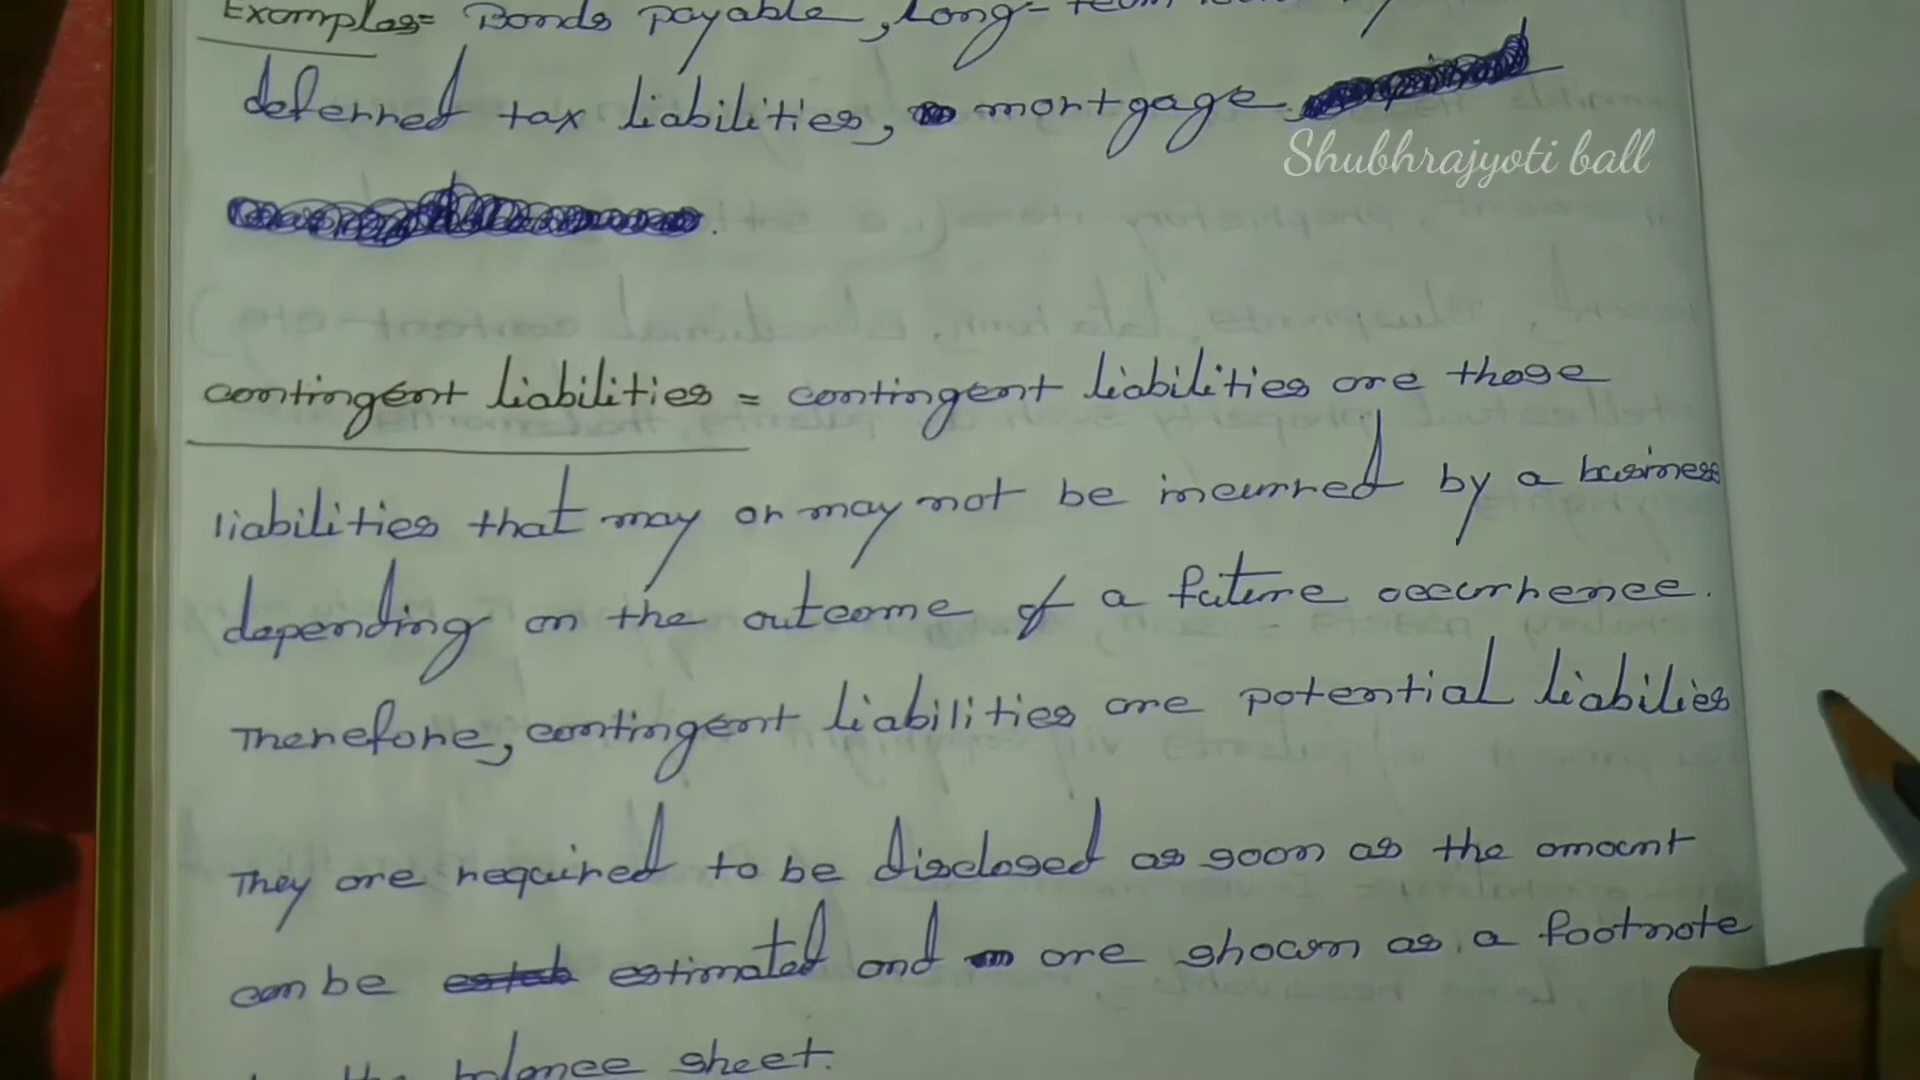 Examples= Bonds payable, Long-term
deferred tax liabilities, mortgage
Shubhrajyoti ball
contingent liabilities = contingent liabilities are those
liabilities that may or may not be incurred by a business
depending on the outcome of a future occurrence.
Therefore, contingent liabilities are potential liabilies
They are required to be disclosed as soon as the amount
can be estimated and are shown as a footnote
the balance sheet.